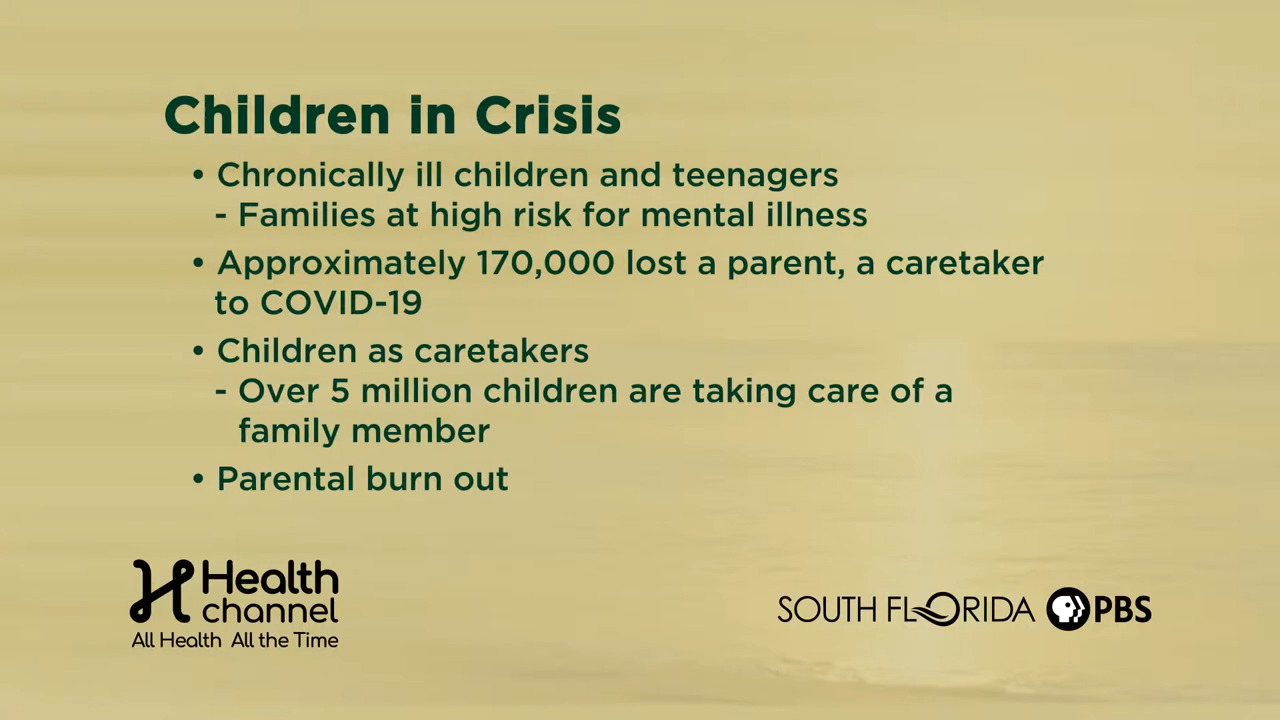 Children in Crisis
• Chronically ill children and teenagers
- Families at high risk for mental illness
• Approximately 170,000 lost a parent, a caretaker
to COVID-19
• Children as caretakers
- Over 5 million children are taking care of a
family member
• Parental burn out
Health
channel
All Health All the Time
SOUTH FLORIDA PBS